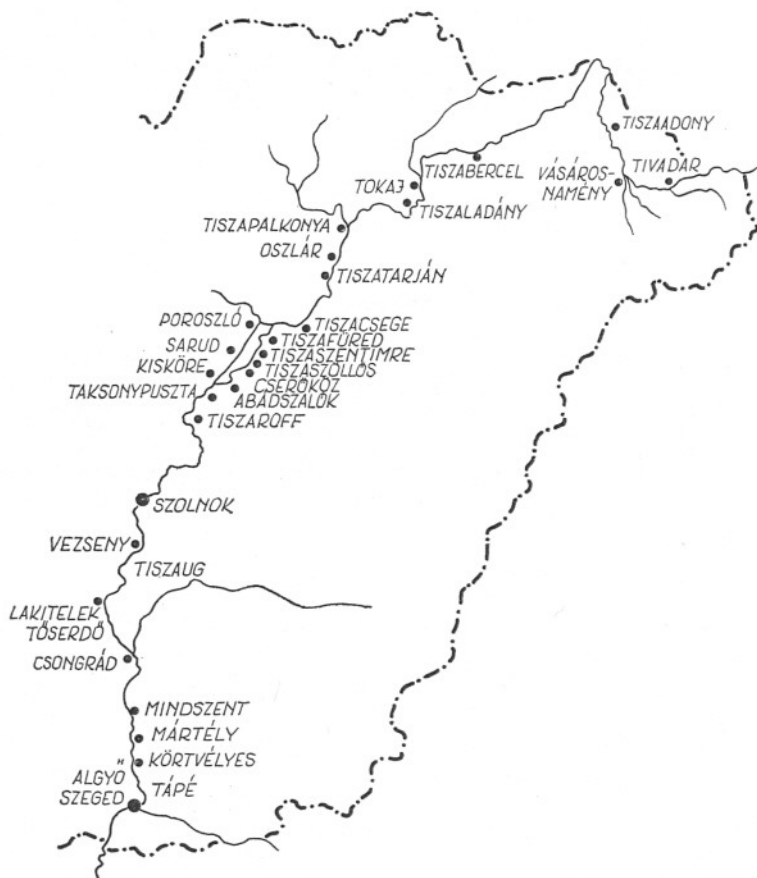 TISZAADONY
TISZABERCEL
VÁSÁROS-
NAMÉNY
TIVADAR
TOKAJ
TISZALADÁNY
TISZAPALKONYA
OSZLÁR
TISZATARJÁN
POROSZLÓ
TISZACSEGE
SARUD
TISZAFÜRED
TISZASZENTIMRE
KISKÖRE
TISZASZÖLLŐS
TAKSONYPUSZTA
CSERŐKÖZ
ABÁDSZALÓK
TISZAROFF
SZOLNOK
VEZSENY
TISZAUG
LAKITELEK
TŐSERDŐ
CSONGRÁD
MINDSZENT
MÁRTÉLY
KÖRTVÉLYES
ALGYŐ
TÁPÉ
SZEGED